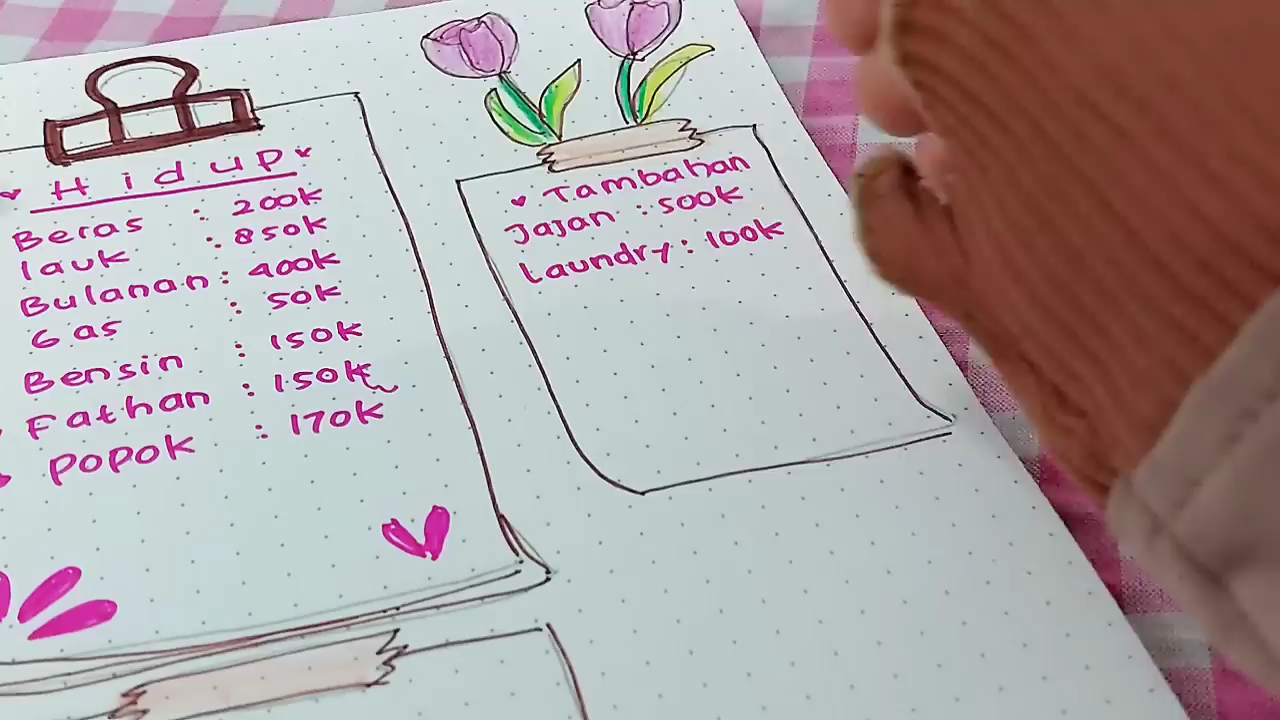 Hidup
Beras : 200k
lauk : 850k
Bulanan : 400k
Gas : 50k
Bensin : 150k
Fathan : 150k
Popok : 170k
Tambahan
Jajan : 500k
Laundry : 100k